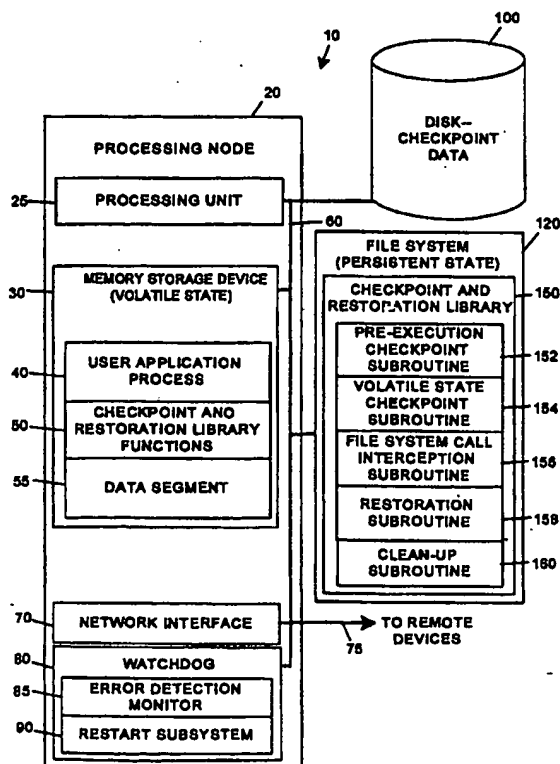 100
10
20
DISK-
CHECKPOINT
DATA
PROCESSING NODE
25
PROCESSING UNIT
60
120
FILE SYSTEM
(PERSISTENT STATE)
30
MEMORY STORAGE DEVICE
(VOLATILE STATE)
CHECKPOINT AND
RESTORATION LIBRARY
150
PRE-EXECUTION
CHECKPOINT
SUBROUTINE
152
40
USER APPLICATION
PROCESS
VOLATILE STATE
CHECKPOINT
SUBROUTINE
154
50
CHECKPOINT AND
RESTORATION LIBRARY
FUNCTIONS
FILE SYSTEM CALL
INTERCEPTION
SUBROUTINE
156
55
DATA SEGMENT
RESTORATION
SUBROUTINE
158
CLEAN-UP
SUBROUTINE
160
70
NETWORK INTERFACE
75
TO REMOTE
DEVICES
80
WATCHDOG
85
ERROR DETECTION
MONITOR
90
RESTART SUBSYSTEM